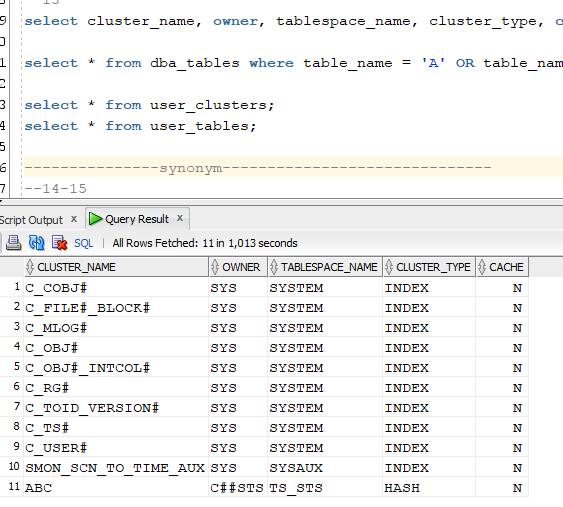 13
9 select cluster_name, owner, tablespace_name, cluster_type, c
0
1 select * from dba_tables where table_name = 'A' OR table_nam
2
3 select * from user_clusters;
4 select * from user_tables;
5
6 ---------------synonym------------------------------
7 --14-15
Script Output x Query Result x
SQL | All Rows Fetched: 11 in 1,013 seconds
CLUSTER_NAME OWNER TABLESPACE_NAME CLUSTER_TYPE CACHE
1 C_COBJ# SYS SYSTEM INDEX N
2 C_FILE#_BLOCK# SYS SYSTEM INDEX N
3 C_MLOG# SYS SYSTEM INDEX N
4 C_OBJ# SYS SYSTEM INDEX N
5 C_OBJ#_INTCOL# SYS SYSTEM INDEX N
6 C_RG# SYS SYSTEM INDEX N
7 C_TOID_VERSION# SYS SYSTEM INDEX N
8 C_TS# SYS SYSTEM INDEX N
9 C_USER# SYS SYSTEM INDEX N
10 SMON_SCN_TO_TIME_AUX SYS SYSAUX INDEX N
11 ABC C##STS TS_STS HASH N